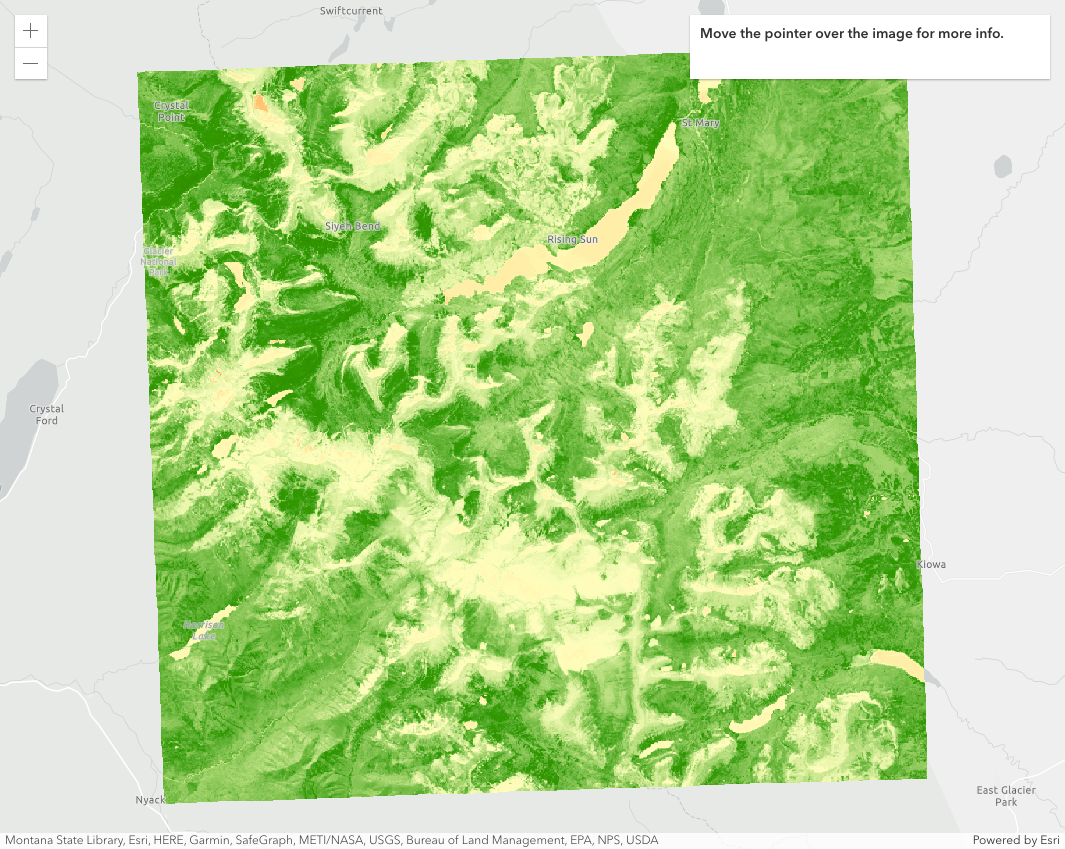 Swiftcurrent
Move the pointer over the image for more info.
Crystal
Point
St Mary
Siyeh Bend
Rising Sun
Glacier
National
Park
Crystal
Ford
Kiowa
Harrison
Lake
East Glacier
Park
Nyack
Montana State Library, Esri, HERE, Garmin, SafeGraph, METI/NASA, USGS, Bureau of Land Management, EPA, NPS, USDA
Powered by Esri